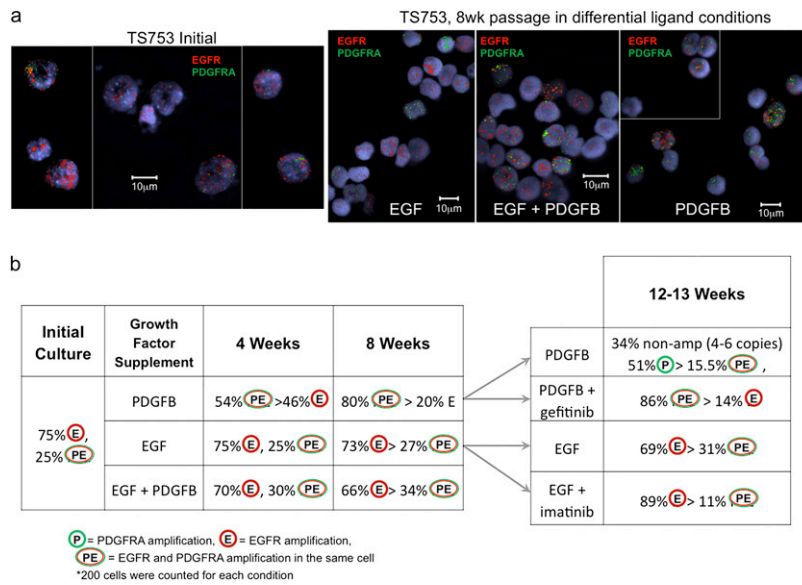 a
TS753 Initial
EGFR
PDGFRA
10μm
10μm
TS753, 8wk passage in differential ligand conditions
EGFR
PDGFRA
10μm
EGF
EGFR
PDGFRA
10μm
EGF + PDGFB
EGFR
PDGFRA
10μm
PDGFB
b
Initial Culture
Growth Factor Supplement
4 Weeks
8 Weeks
75% E,
25% PE
PDGFB
54% PE >46% E
80% PE > 20% E
EGF
75% E, 25% PE
73% E > 27% PE
EGF + PDGFB
70% E, 30% PE
66% E > 34% PE
12-13 Weeks
PDGFB
34% non-amp (4-6 copies)
51% P > 15.5% PE ,
PDGFB +
gefitinib
86% PE > 14% E
EGF
69% E > 31% PE
EGF +
imatinib
89% E > 11% PE
P = PDGFRA amplification, E = EGFR amplification,
PE = EGFR and PDGFRA amplification in the same cell
*200 cells were counted for each condition